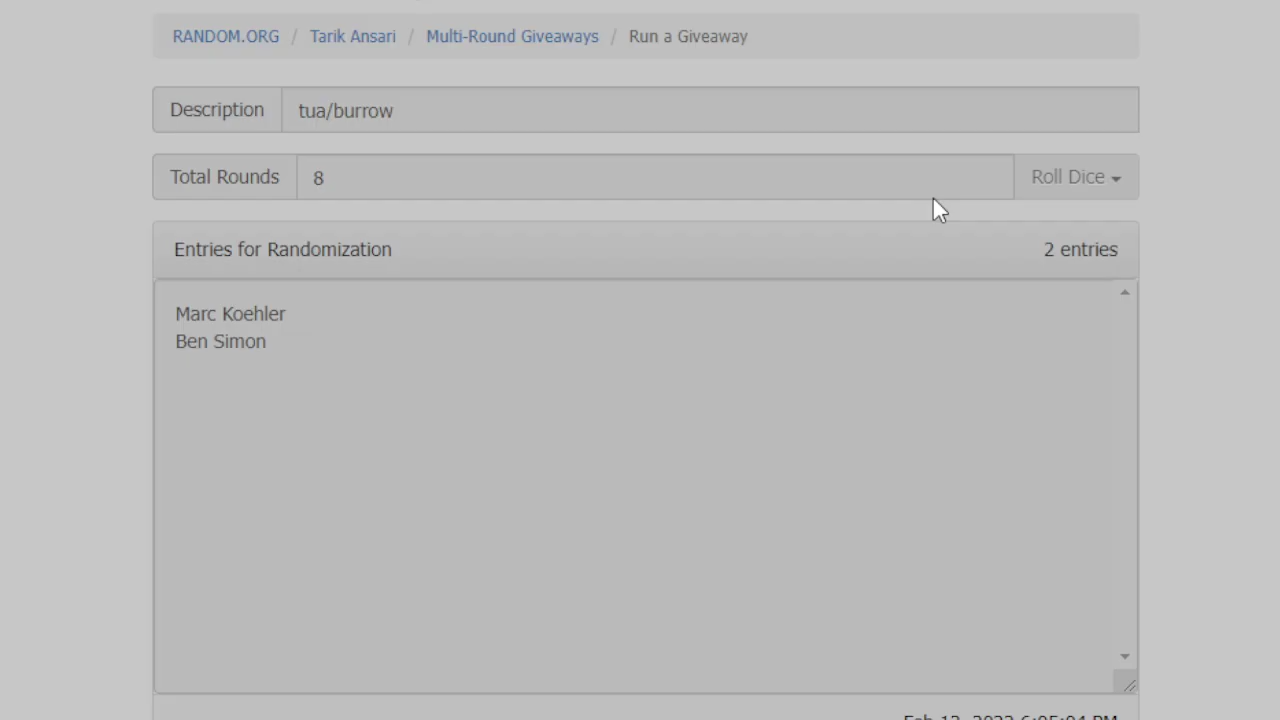 RANDOM.ORG / Tarik Ansari / Multi-Round Giveaways / Run a Giveaway
Description tua/burrow
Total Rounds 8 Roll Dice
Entries for Randomization 2 entries
Marc Koehler
Ben Simon